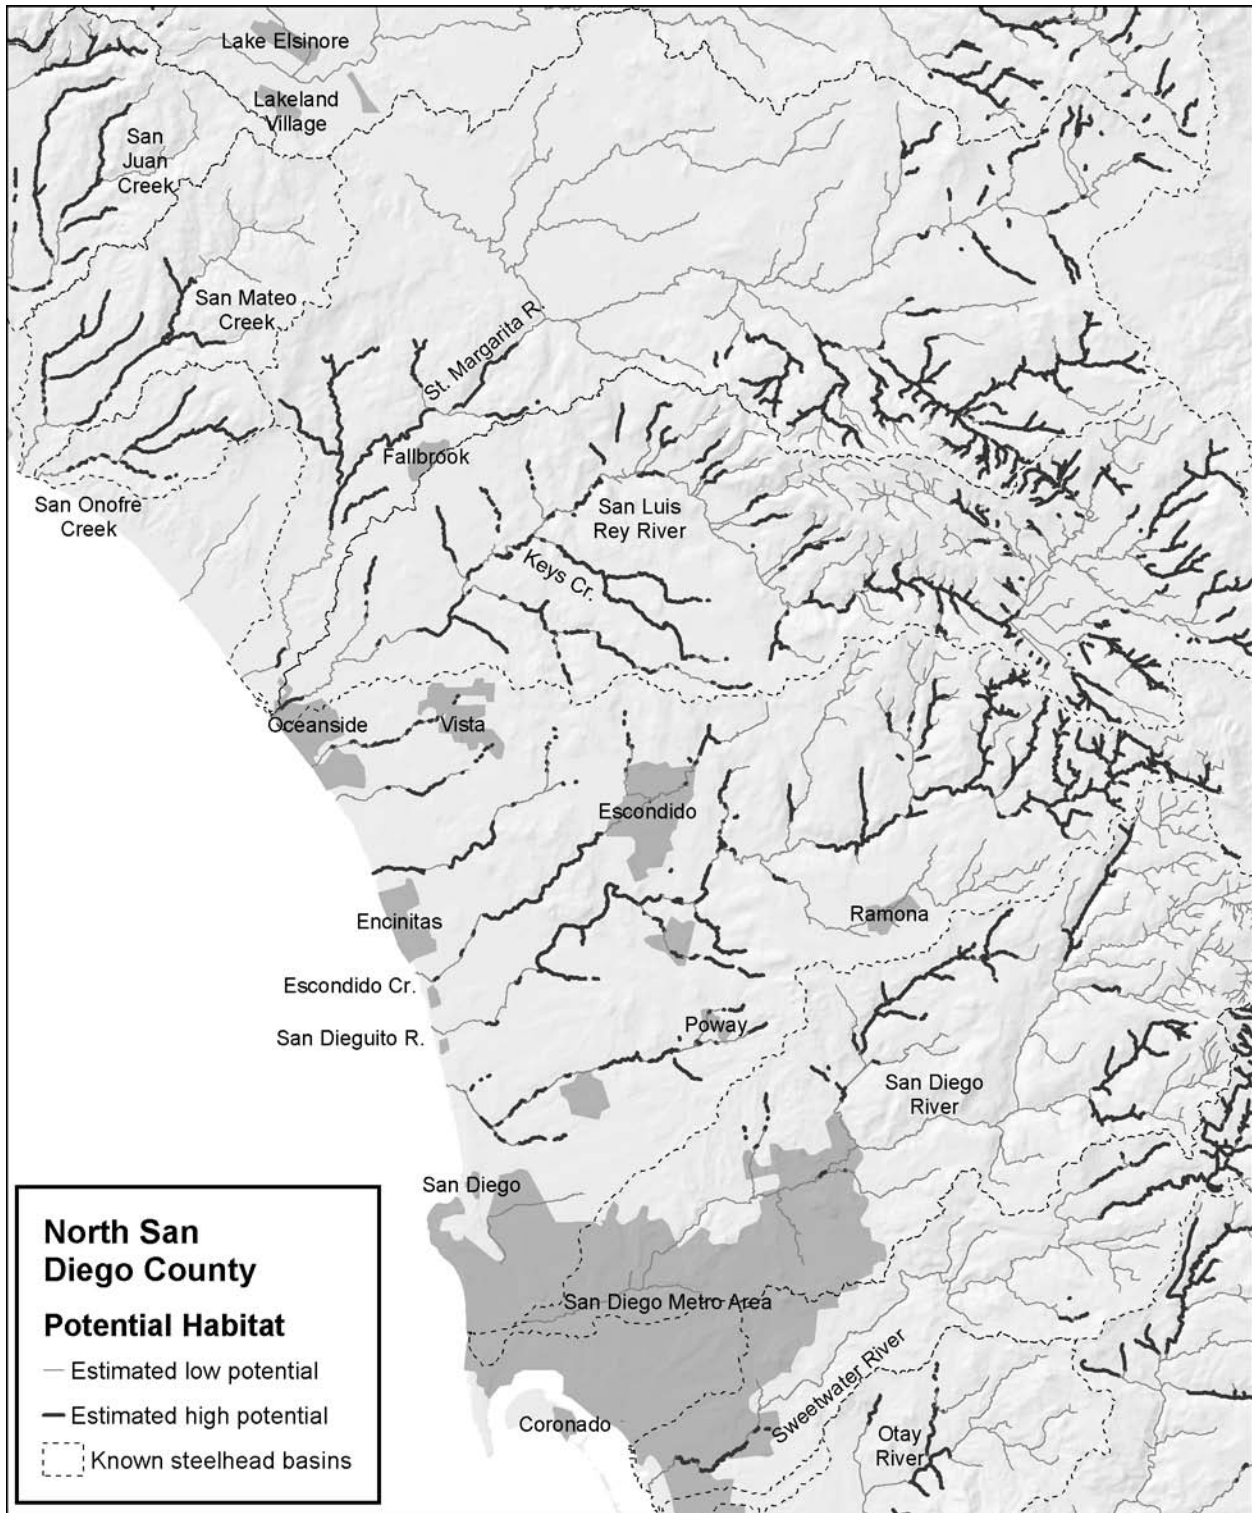 Lake Elsinore
Lakeland
Village
San
Juan
Creek
San Mateo
Creek
St. Margarita R.
Fallbrook
San Onofre
Creek
San Luis
Rey River
Keys Cr.
Oceanside
Vista
Escondido
Encinitas
Ramona
Escondido Cr.
San Dieguito R.
Poway
San Diego
River
San Diego
San Diego Metro Area
Sweetwater River
Coronado
Otay
River
North San
Diego County
Potential Habitat
Estimated low potential
Estimated high potential
Known steelhead basins